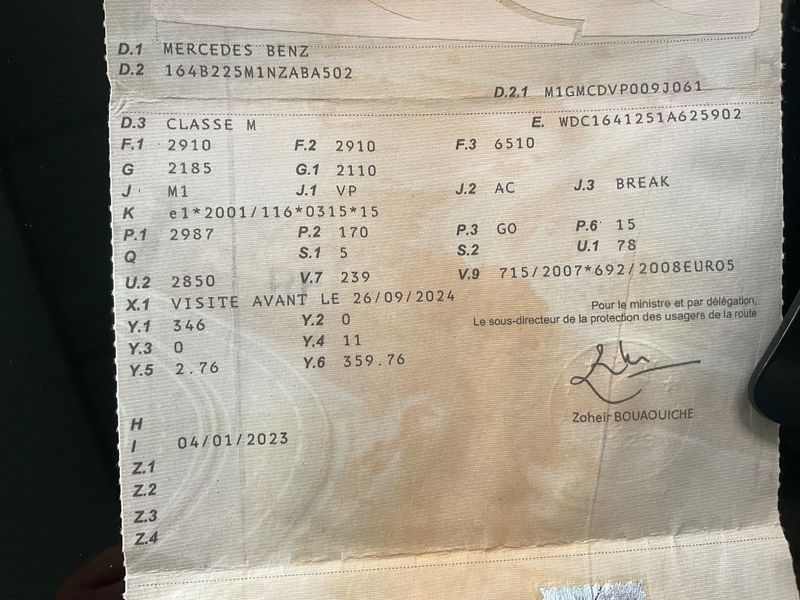 D.1 MERCEDES BENZ
D.2 164B225M1NZABA502
D.2.1 M1GMCDVP009J061
D.3 CLASSE M E. WDC1641251A625902
F.1 2910 F.2 2910 F.3 6510
G 2185 G.1 2110
J M1 J.1 VP J.2 AC J.3 BREAK
K e1*2001/116*0315*15
P.1 2987 P.2 170 P.3 GO P.6 15
Q S.1 5 S.2 U.1 78
U.2 2850 V.7 239 V.9 715/2007*692/2008EURO5
X.1 VISITE AVANT LE 26/09/2024
Pour le ministre et par délégation,
Y.1 346 Y.2 0 Le sous-directeur de la protection des usagers de la route
Y.3 0 Y.4 11
Y.5 2.76 Y.6 359.76
Zoheir BOUAOUICHE
H
I 04/01/2023
Z.1
Z.2
Z.3
Z.4